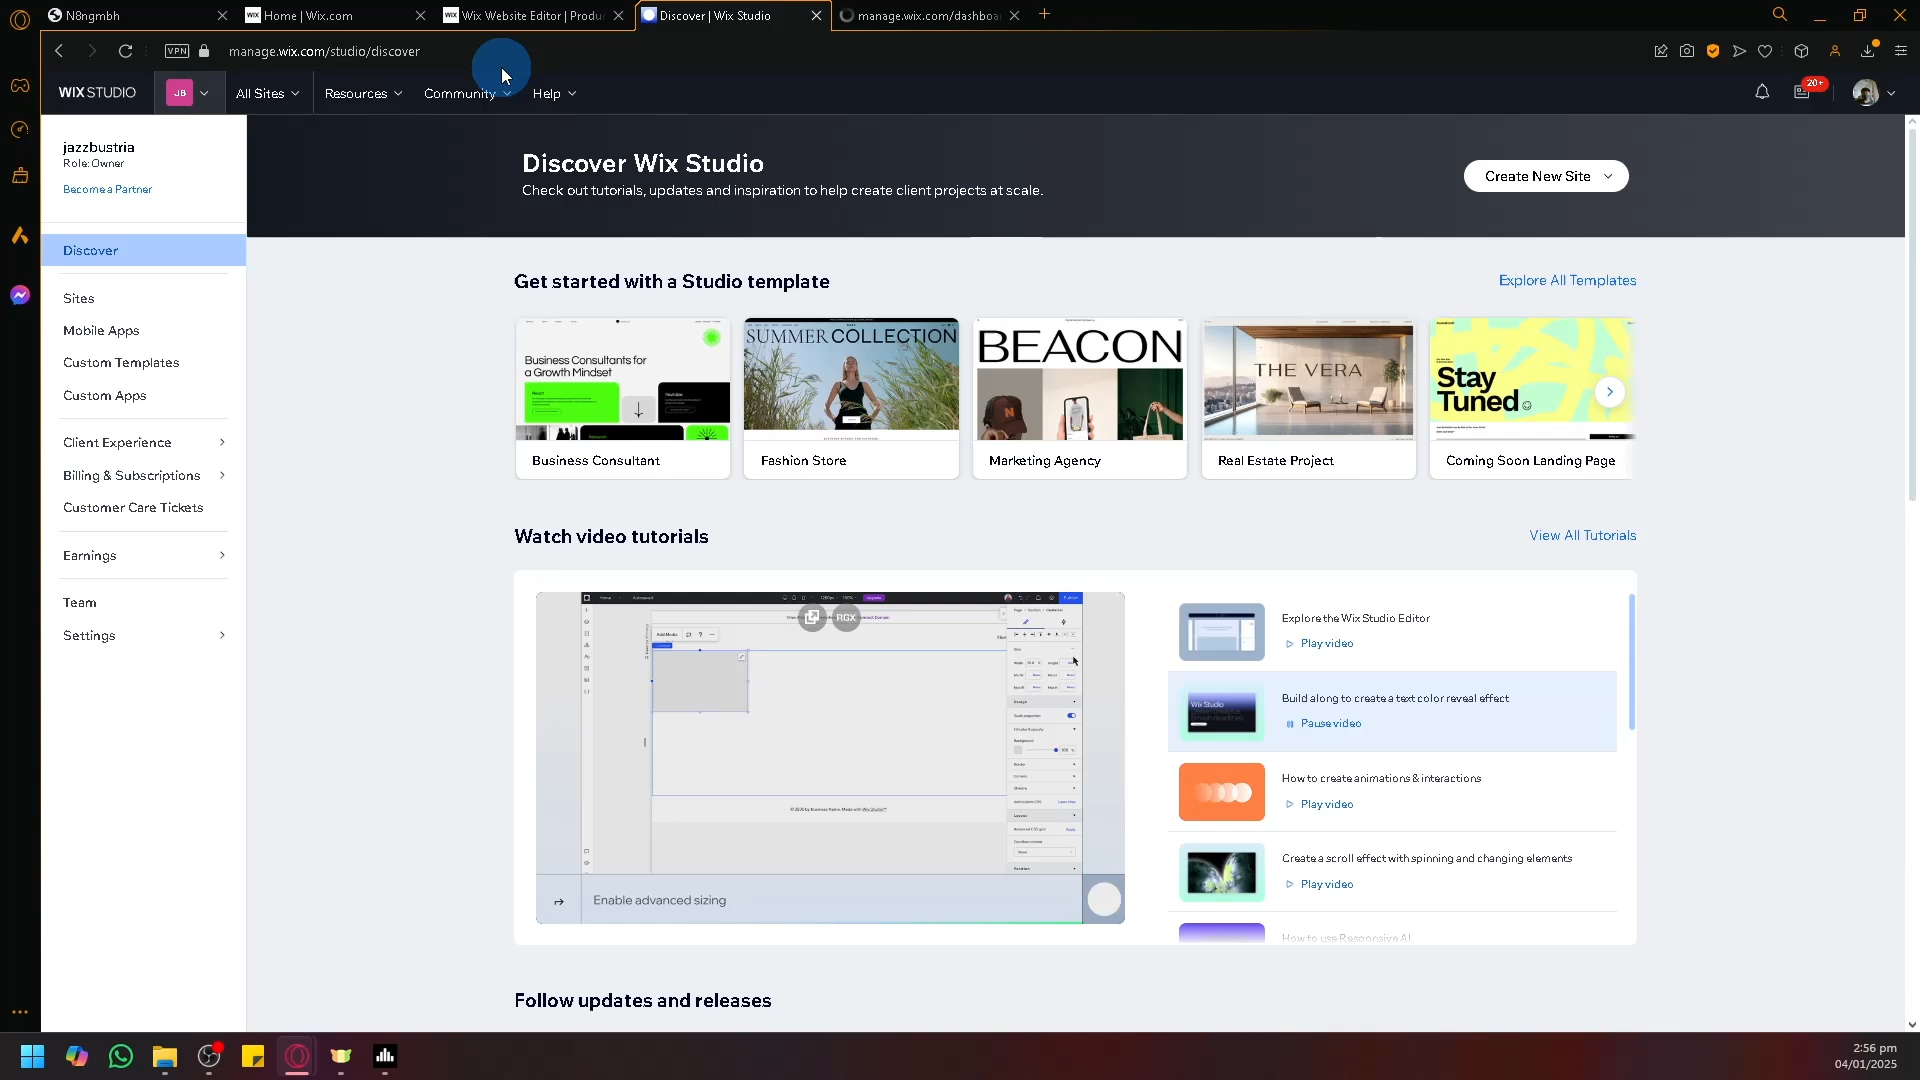 N8ngmbh
WIX Home | Wix.com
WIX Wix Website Editor | Produ
Discover | Wix Studio
manage.wix.com/dashboa
VPN
manage.wix.com/studio/discover
WIX STUDIO
JB
All Sites
Resources
Community
Help
20+
jazzbustria
Role: Owner
Become a Partner
Discover
Sites
Mobile Apps
Custom Templates
Custom Apps
Client Experience
Billing & Subscriptions
Customer Care Tickets
Earnings
Team
Settings
Discover Wix Studio
Check out tutorials, updates and inspiration to help create client projects at scale.
Create New Site
Get started with a Studio template
Explore All Templates
Business Consultants for
a Growth Mindset
Business Consultant
SUMMER COLLECTION
Fashion Store
BEACON
Marketing Agency
THE VERA
Real Estate Project
Stay
Tuned
Coming Soon Landing Page
Watch video tutorials
View All Tutorials
RGX
Enable advanced sizing
Explore the Wix Studio Editor
Play video
Wix Studio
Build along to create a text color reveal effect
Pause video
How to create animations & interactions
Play video
Create a scroll effect with spinning and changing elements
Play video
How to use Responsive AI
Follow updates and releases
2:56 pm
04/01/2025